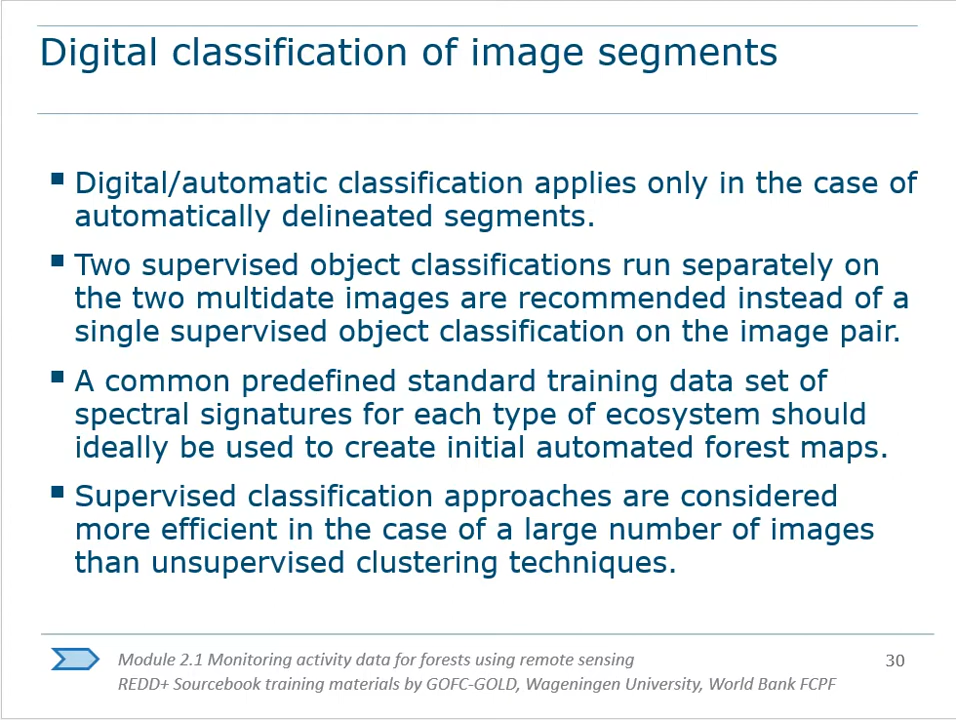 Digital classification of image segments
▪ Digital/automatic classification applies only in the case of
automatically delineated segments.
▪ Two supervised object classifications run separately on
the two multidate images are recommended instead of a
single supervised object classification on the image pair.
▪ A common predefined standard training data set of
spectral signatures for each type of ecosystem should
ideally be used to create initial automated forest maps.
▪ Supervised classification approaches are considered
more efficient in the case of a large number of images
than unsupervised clustering techniques.
Module 2.1 Monitoring activity data for forests using remote sensing
REDD+ Sourcebook training materials by GOFC-GOLD, Wageningen University, World Bank FCPF
30